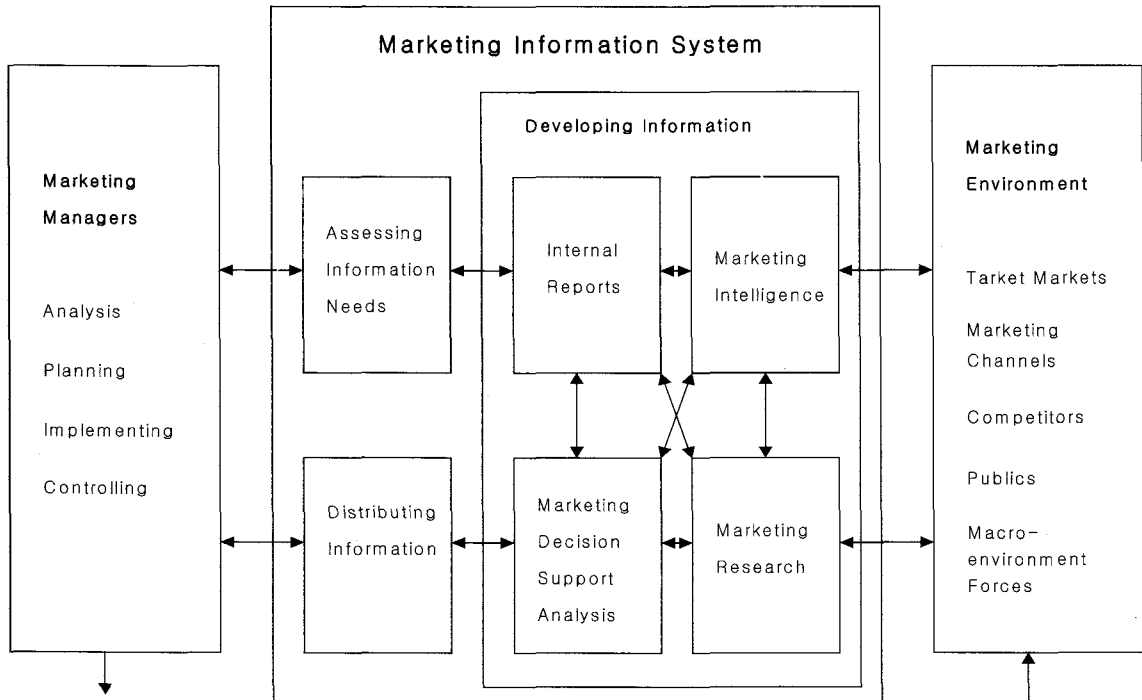 Marketing Information System
Marketing
Managers
Analysis
Planning
Implementing
Controlling
Assessing
Information
Needs
Distributing
Information
Developing Information
Internal
Reports
Marketing
Intelligence
Marketing
Decision
Support
Analysis
Marketing
Research
Marketing
Environment
Tarket Markets
Marketing
Channels
Competitors
Publics
Macro-
environment
Forces